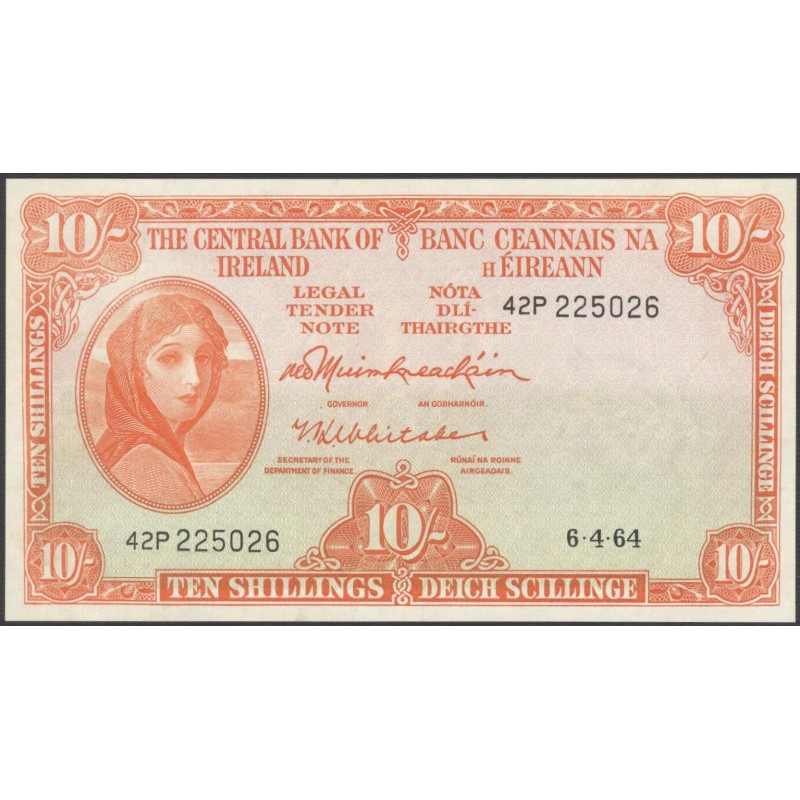 10/-
10/-
THE CENTRAL BANK OF
IRELAND
BANC CEANNAIS NA
H ÉIREANN
LEGAL
TENDER
NOTE
NÓTA
DLÍ-
THAIRGTHE
42P 225026
TEN SHILLINGS
DEICH SCILLINGE
GOVERNOR.
AN GOBHARNÓIR.
T K Whitaker
SECRETARY OF THE
DEPARTMENT OF FINANCE.
RÚNAÍ NA ROINNE
AIRGEADAIS.
42P 225026
6·4·64
10/-
10/-
10/-
TEN SHILLINGS
DEICH SCILLINGE